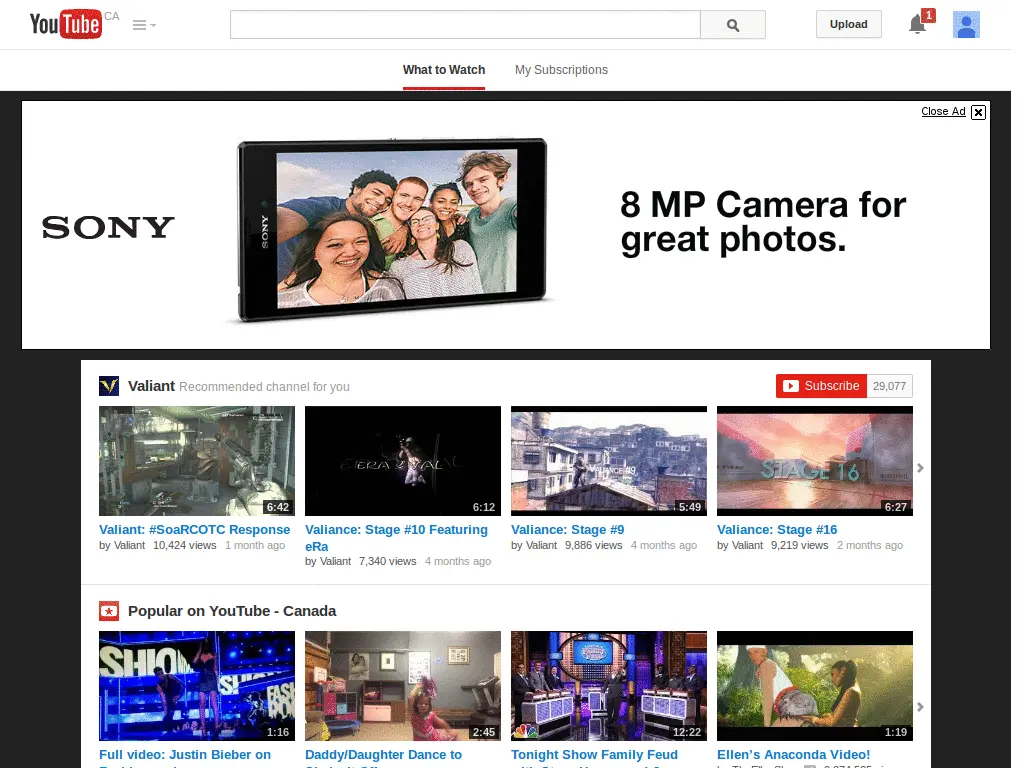 YouTube CA
Upload
1
What to Watch
My Subscriptions
Close Ad
SONY
SONY
8 MP Camera for
great photos.
Valiant Recommended channel for you
Subscribe 29,077
6:42
6:12
VALIANCE #9
5:49
STAGE 16
6:27
Valiant: #SoaRCOTC Response
by Valiant 10,424 views 1 month ago
Valiance: Stage #10 Featuring
eRa
by Valiant 7,340 views 4 months ago
Valiance: Stage #9
by Valiant 9,886 views 4 months ago
Valiance: Stage #16
by Valiant 9,219 views 2 months ago
Popular on YouTube - Canada
1:16
2:45
12:22
1:19
Full video: Justin Bieber on
Daddy/Daughter Dance to
Tonight Show Family Feud
Ellen's Anaconda Video!